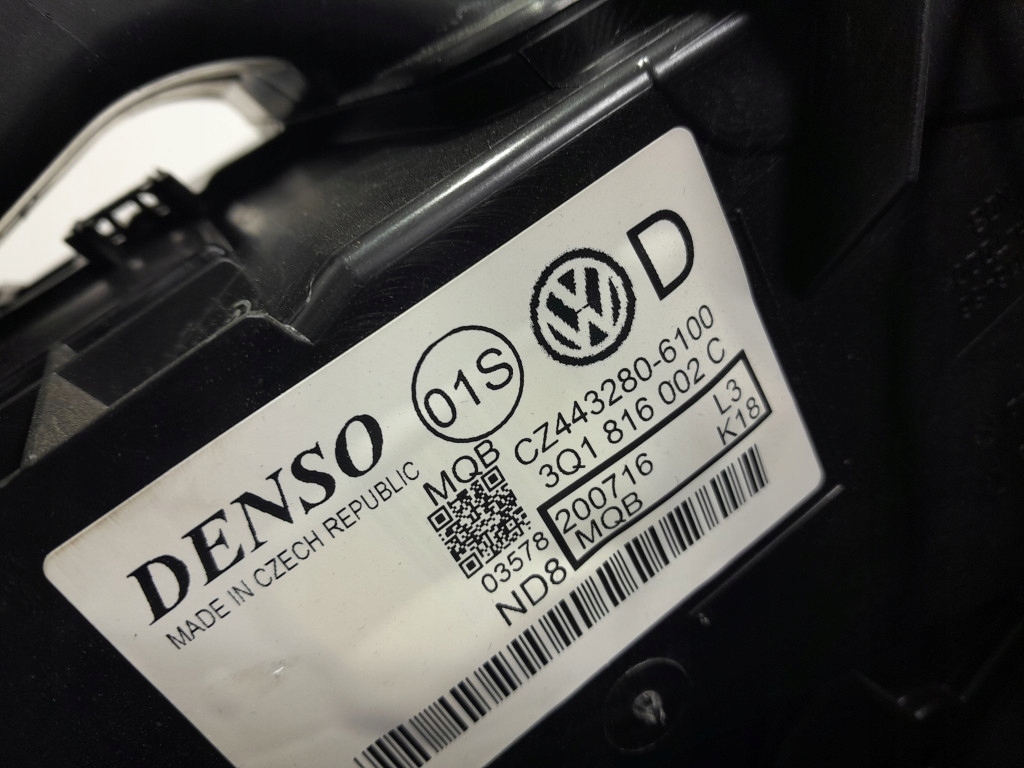 DENSO
MADE IN CZECH REPUBLIC
01S
D
MQB
CZ443280-6100
3Q1 816 002 C
03578
ND8
200716
L3
MQB
K18